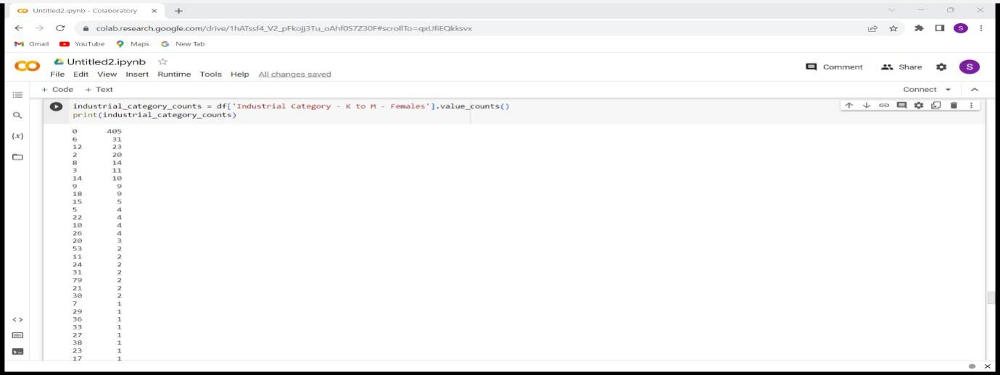 Untitled2.ipynb - Colaboratory
colab.research.google.com/drive/1hATssf4_V2_pFkojj3Tu_oAhf0S7Z30F#scrollTo=qxUfiEQkksvx
S
Gmail YouTube Maps New Tab
Untitled2.ipynb
Comment Share S
File Edit View Insert Runtime Tools Help All changes saved
+ Code + Text Connect
industrial_category_counts = df['Industrial Category - K to M - Females'].value_counts()
print(industrial_category_counts)
{x}
0 405
6 31
12 23
2 20
8 14
3 11
14 10
9 9
18 9
15 5
5 4
22 4
10 4
26 4
20 3
53 2
11 2
24 2
31 2
79 2
21 2
30 2
7 1
29 1
36 1
33 1
27 1
38 1
23 1
17 1